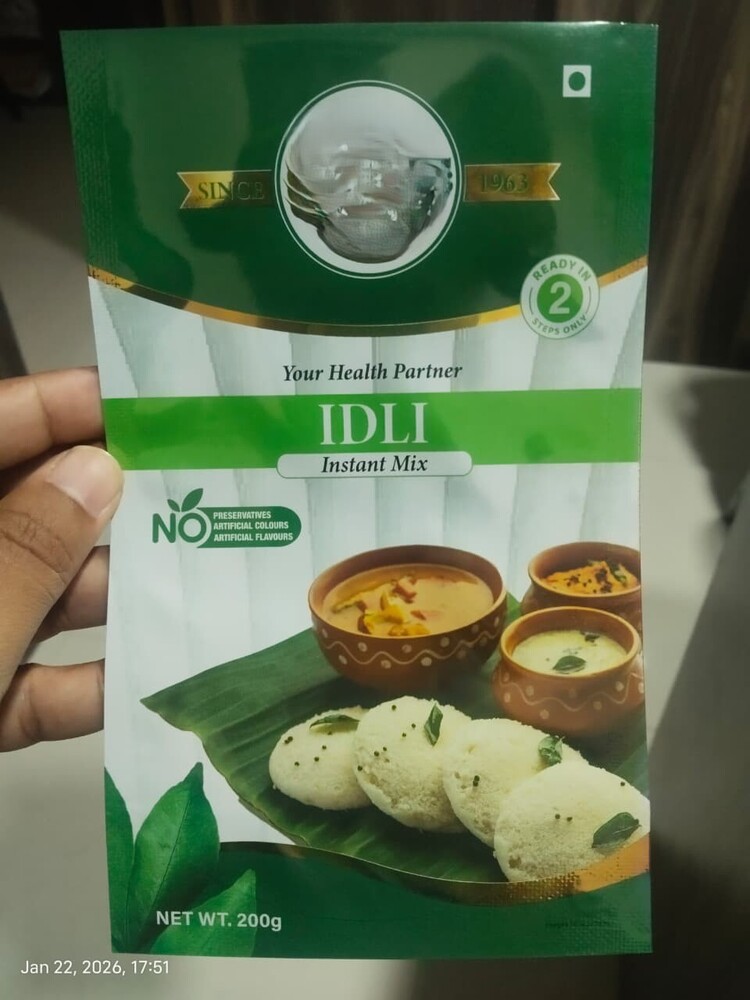 SINCE 1963
READY IN
2
STEPS ONLY
Your Health Partner
IDLI
Instant Mix
NO PRESERVATIVES
ARTIFICIAL COLOURS
ARTIFICIAL FLAVOURS
NET WT. 200g
Jan 22, 2026, 17:51